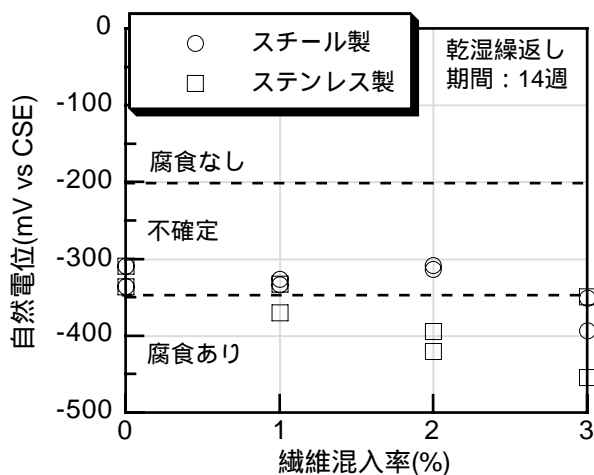 スチール製
ステンレス製
乾湿繰返し
期間：14週
腐食なし
不確定
腐食あり
自然電位(mV vs CSE)
0
-100
-200
-300
-400
-500
0
1
2
3
繊維混入率(%)